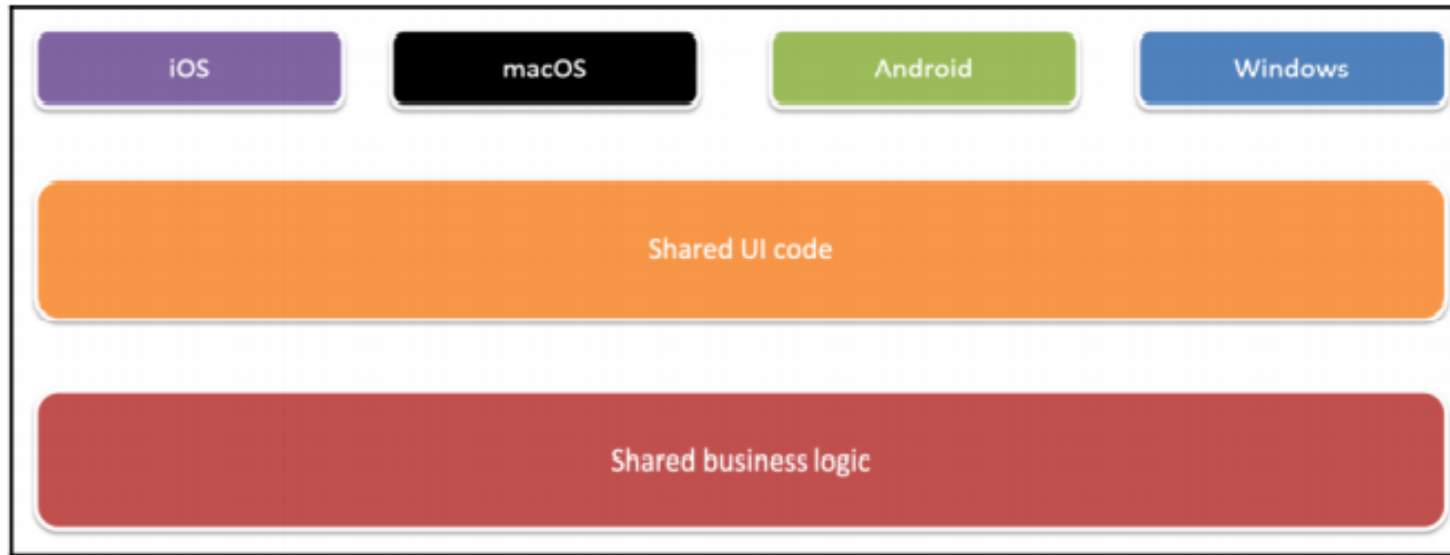 iOS
macOS
Android
Windows
Shared UI code
Shared business logic